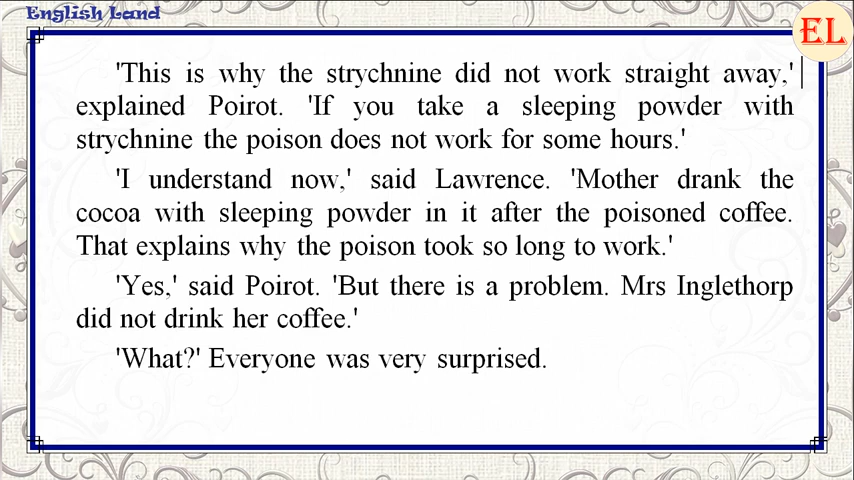 English Land
EL
'This is why the strychnine did not work straight away,'
explained Poirot. 'If you take a sleeping powder with
strychnine the poison does not work for some hours.'
'I understand now,' said Lawrence. 'Mother drank the
cocoa with sleeping powder in it after the poisoned coffee.
That explains why the poison took so long to work.'
'Yes,' said Poirot. 'But there is a problem. Mrs Inglethorp
did not drink her coffee.'
'What?' Everyone was very surprised.